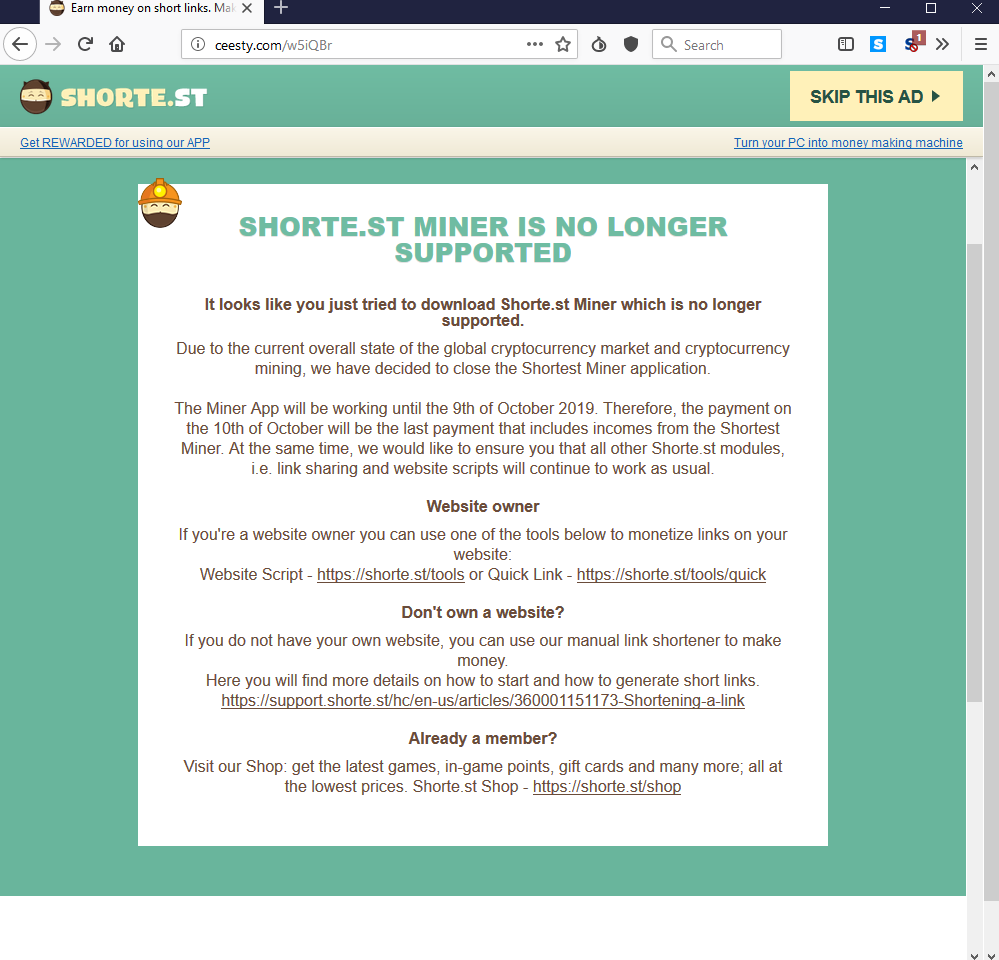 Earn money on short links. Mak
ceesty.com/w5iQBr
Search
S
S
1
SHORTE.ST
SKIP THIS AD
Get REWARDED for using our APP
Turn your PC into money making machine
SHORTE.ST MINER IS NO LONGER
SUPPORTED
It looks like you just tried to download Shorte.st Miner which is no longer
supported.
Due to the current overall state of the global cryptocurrency market and cryptocurrency
mining, we have decided to close the Shortest Miner application.
The Miner App will be working until the 9th of October 2019. Therefore, the payment on
the 10th of October will be the last payment that includes incomes from the Shortest
Miner. At the same time, we would like to ensure you that all other Shorte.st modules,
i.e. link sharing and website scripts will continue to work as usual.
Website owner
If you're a website owner you can use one of the tools below to monetize links on your
website:
Website Script - https://shorte.st/tools or Quick Link - https://shorte.st/tools/quick
Don't own a website?
If you do not have your own website, you can use our manual link shortener to make
money.
Here you will find more details on how to start and how to generate short links.
https://support.shorte.st/hc/en-us/articles/360001151173-Shortening-a-link
Already a member?
Visit our Shop: get the latest games, in-game points, gift cards and many more; all at
the lowest prices. Shorte.st Shop - https://shorte.st/shop